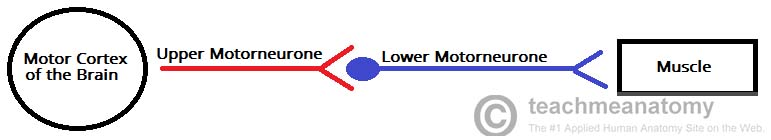 Motor Cortex
of the Brain
Upper Motorneurone
Lower Motorneurone
Muscle
© teachmeanatomy
The #1 Applied Human Anatomy Site on the Web.